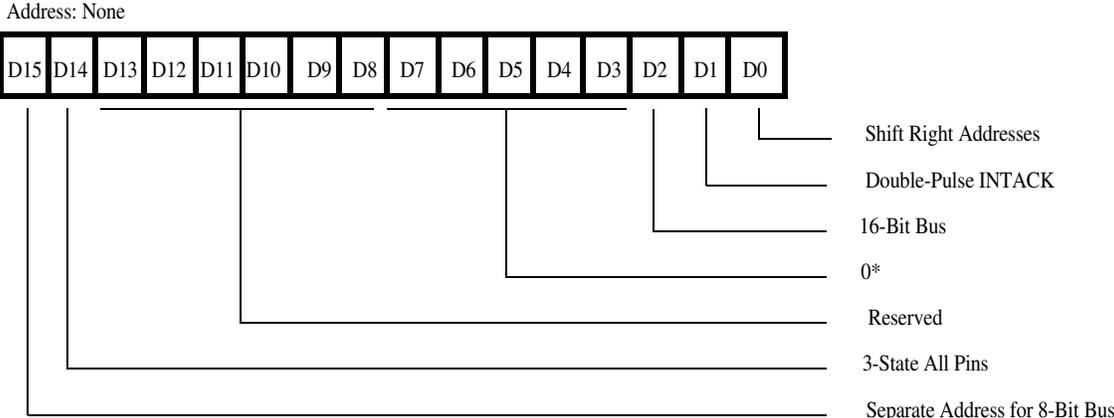 Address: None
D15 D14 D13 D12 D11 D10 D9 D8 D7 D6 D5 D4 D3 D2 D1 D0
Shift Right Addresses
Double-Pulse INTACK
16-Bit Bus
0*
Reserved
3-State All Pins
Separate Address for 8-Bit Bus